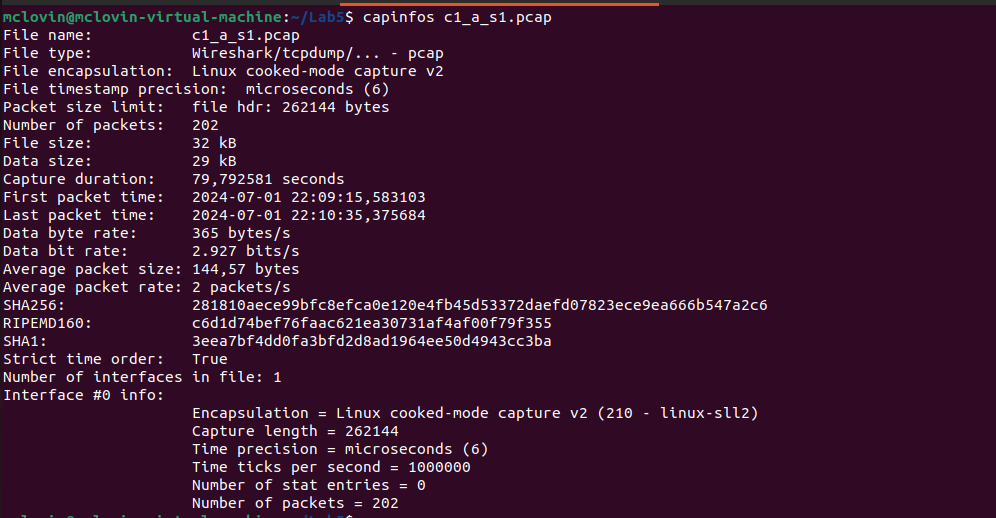 mclovin@mclovin-virtual-machine:~/Lab5$ capinfos c1_a_s1.pcap
File name: c1_a_s1.pcap
File type: Wireshark/tcpdump/... - pcap
File encapsulation: Linux cooked-mode capture v2
File timestamp precision: microseconds (6)
Packet size limit: file hdr: 262144 bytes
Number of packets: 202
File size: 32 kB
Data size: 29 kB
Capture duration: 79,792581 seconds
First packet time: 2024-07-01 22:09:15,583103
Last packet time: 2024-07-01 22:10:35,375684
Data byte rate: 365 bytes/s
Data bit rate: 2.927 bits/s
Average packet size: 144,57 bytes
Average packet rate: 2 packets/s
SHA256: 281810aece99bfc8efca0e120e4fb45d53372daefd07823ece9ea666b547a2c6
RIPEMD160: c6d1d74bef76faac621ea30731af4af00f79f355
SHA1: 3eea7bf4dd0fa3bfd2d8ad1964ee50d4943cc3ba
Strict time order: True
Number of interfaces in file: 1
Interface #0 info:
Encapsulation = Linux cooked-mode capture v2 (210 - linux-sll2)
Capture length = 262144
Time precision = microseconds (6)
Time ticks per second = 1000000
Number of stat entries = 0
Number of packets = 202